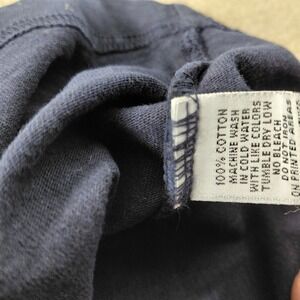 100% COTTON
MACHINE WASH
IN COLD WATER
WITH LIKE COLORS
TUMBLE DRY LOW
NO BLEACH
DO NOT IRON
ON PRINTED AREAS